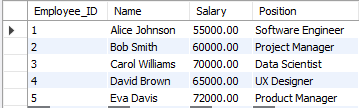 Employee_ID Name Salary Position
1 Alice Johnson 55000.00 Software Engineer
2 Bob Smith 60000.00 Project Manager
3 Carol Williams 70000.00 Data Scientist
4 David Brown 65000.00 UX Designer
5 Eva Davis 72000.00 Product Manager